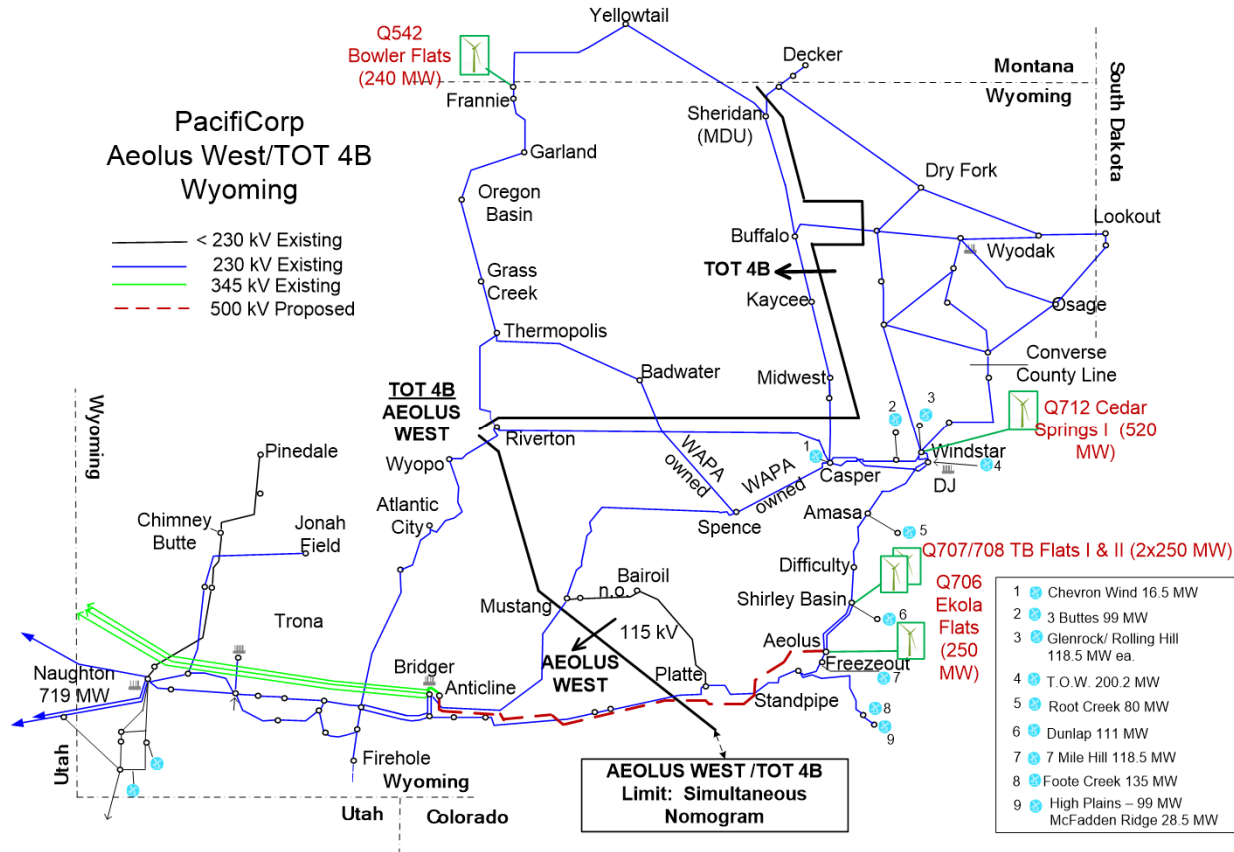 Yellowtail
Q542
Bowler Flats
(240 MW)
Decker
Montana
Wyoming
South Dakota
Frannie
Sheridan
(MDU)
PacifiCorp
Aeolus West/TOT 4B
Wyoming
Garland
Dry Fork
Oregon
Basin
Lookout
< 230 kV Existing
230 kV Existing
345 kV Existing
500 kV Proposed
Buffalo
Wyodak
TOT 4B
Grass
Creek
Kaycee
Osage
Thermopolis
Converse
County Line
Badwater
Midwest
TOT 4B
AEOLUS
WEST
2
3
Q712 Cedar
Springs I (520
MW)
Wyoming
Riverton
Pinedale
Wyopo
WAPA
owned
WAPA
owned
1
Casper
Windstar
DJ
4
Atlantic
City
Spence
Amasa
Chimney
Butte
Jonah
Field
5
Q707/708 TB Flats I & II (2x250 MW)
Difficulty
Q706
Ekola
Flats
(250
MW)
Bairoil
n.o.
Mustang
Shirley Basin
6
Trona
115 kV
Aeolus
AEOLUS
WEST
Freezeout
7
Naughton
719 MW
Bridger
Anticline
Platte
Standpipe
8
9
Firehole
Utah
Wyoming
Utah
Colorado
AEOLUS WEST /TOT 4B
Limit: Simultaneous
Nomogram
1 Chevron Wind 16.5 MW
2 3 Buttes 99 MW
3 Glenrock/ Rolling Hill
118.5 MW ea.
4 T.O.W. 200.2 MW
5 Root Creek 80 MW
6 Dunlap 111 MW
7 7 Mile Hill 118.5 MW
8 Foote Creek 135 MW
9 High Plains – 99 MW
McFadden Ridge 28.5 MW